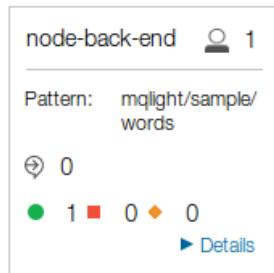 node-back-end 1
Pattern: mqlight/sample/
words
0
1 0 0
Details